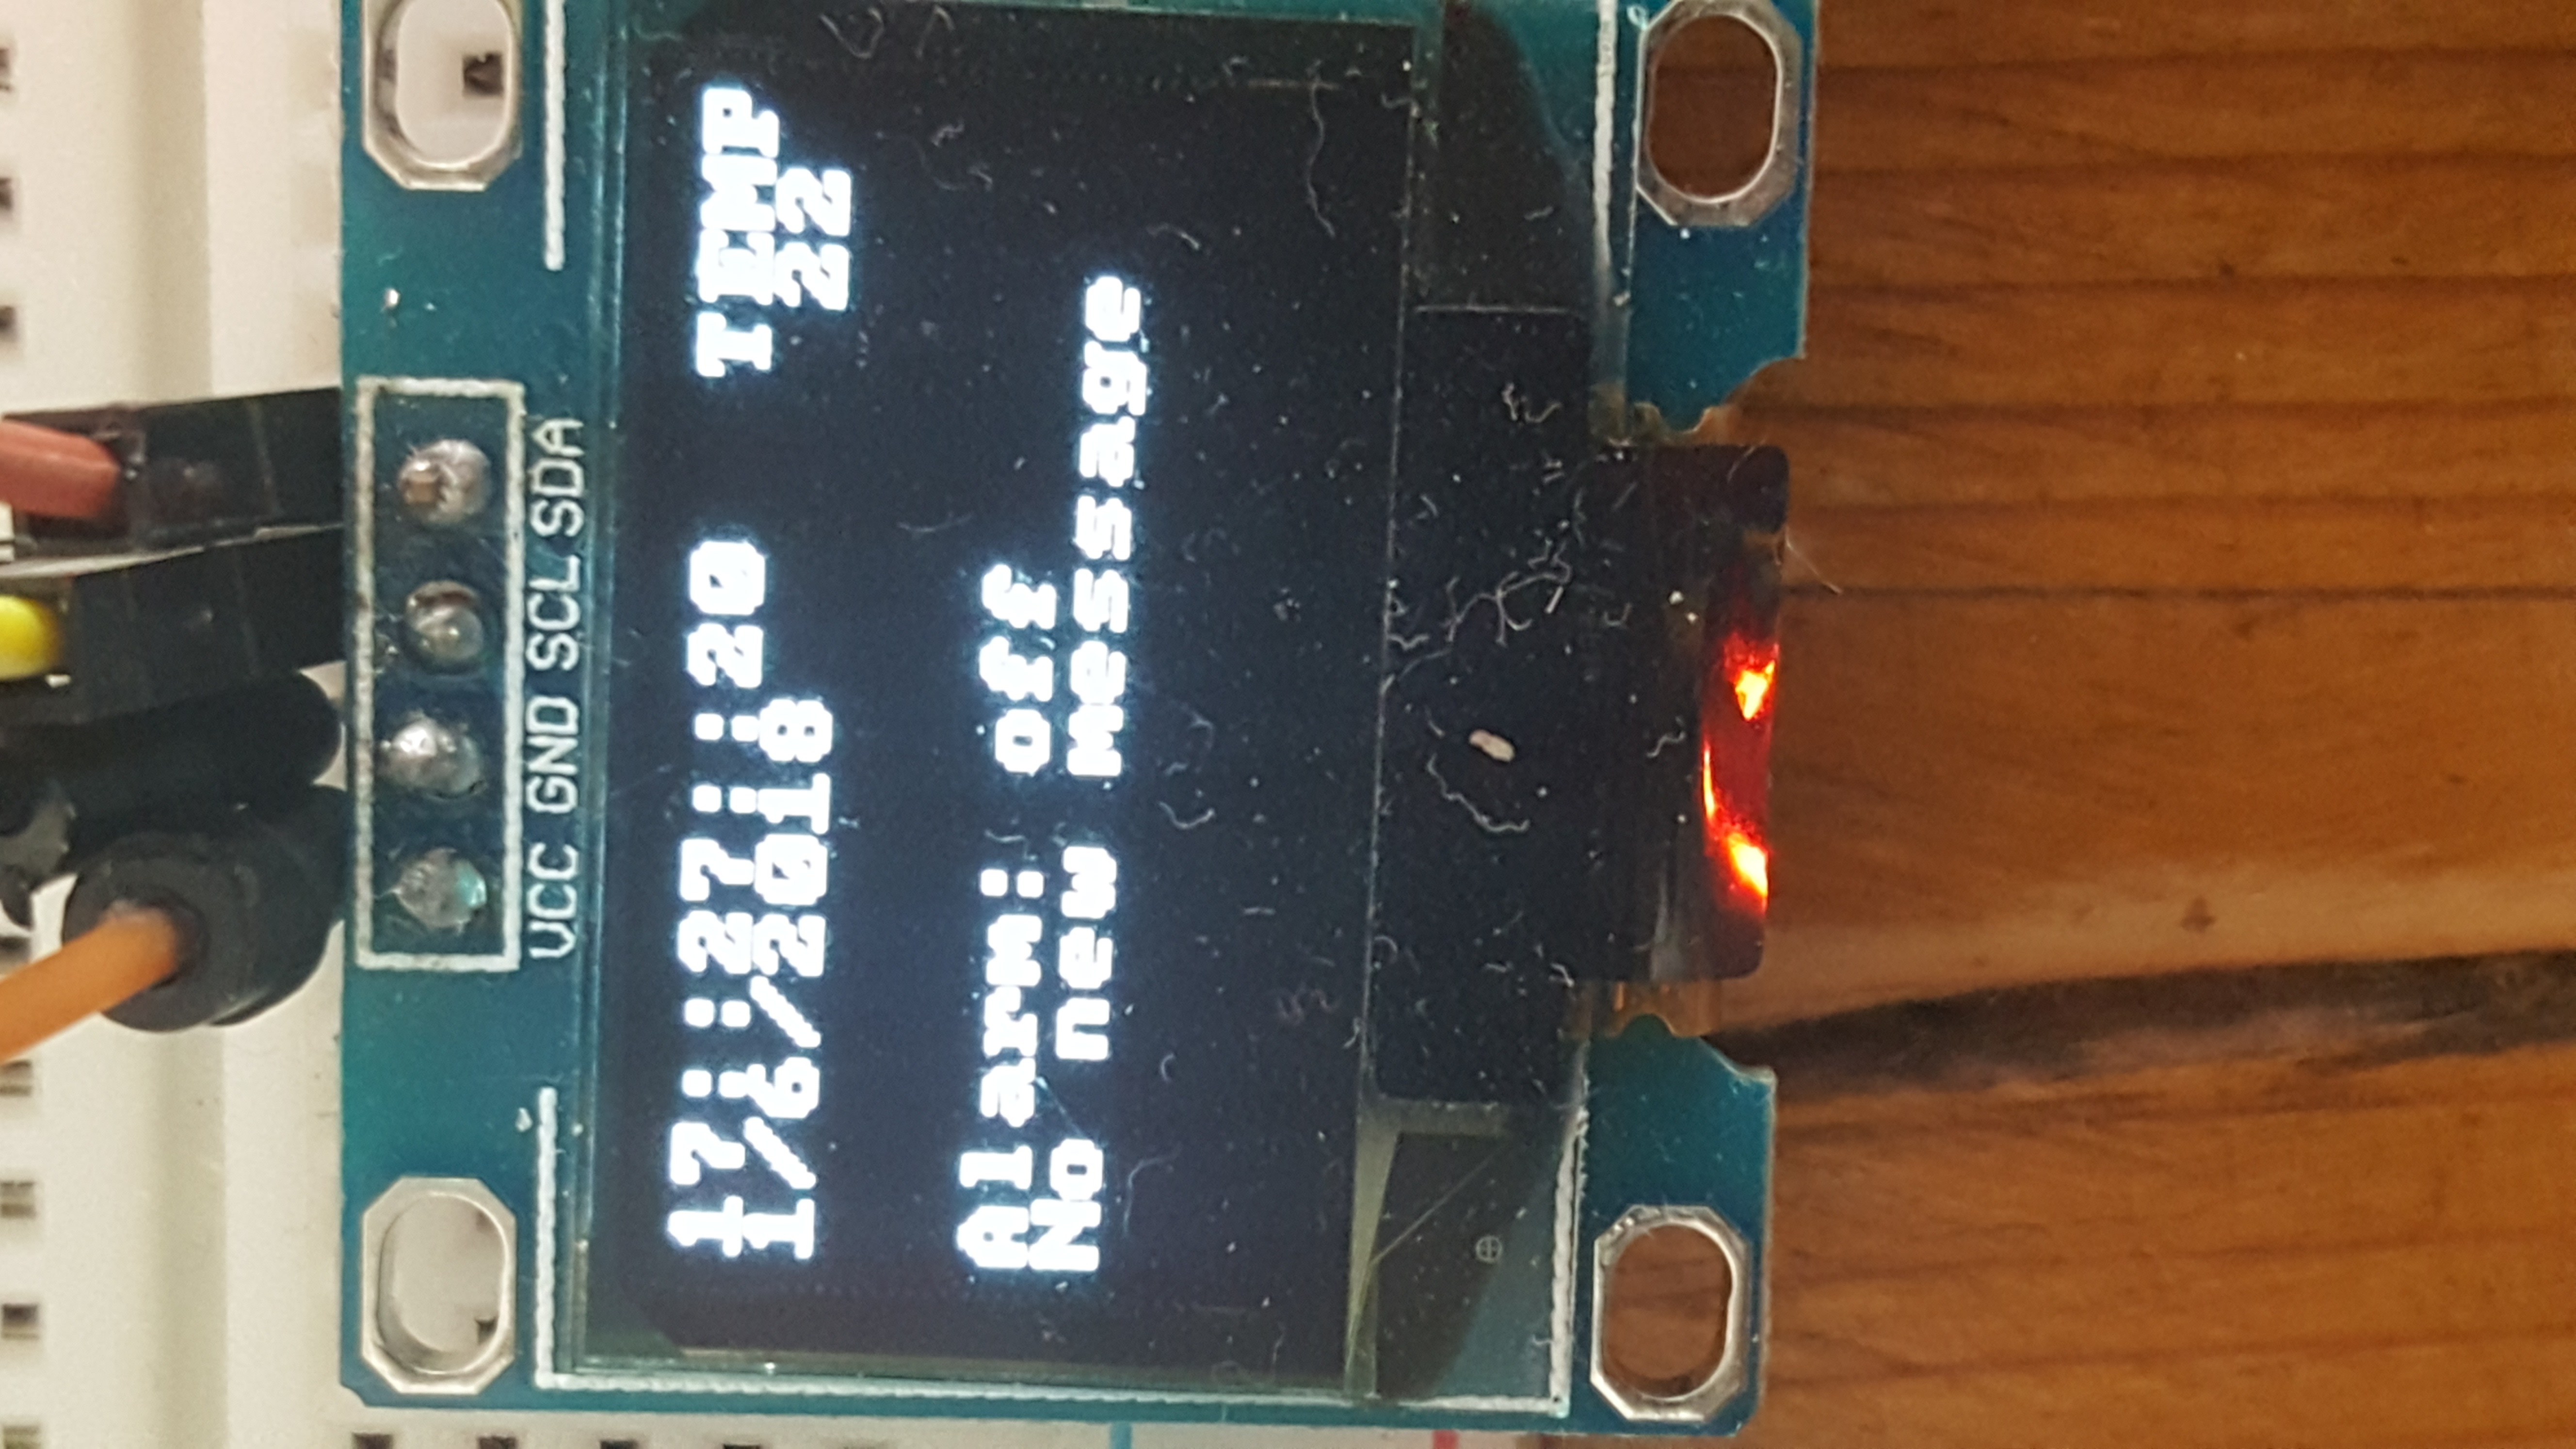 VCC GND SCL SDA
17::27::20 TEMP
1/6/2018 22
Alarm: off
No new message